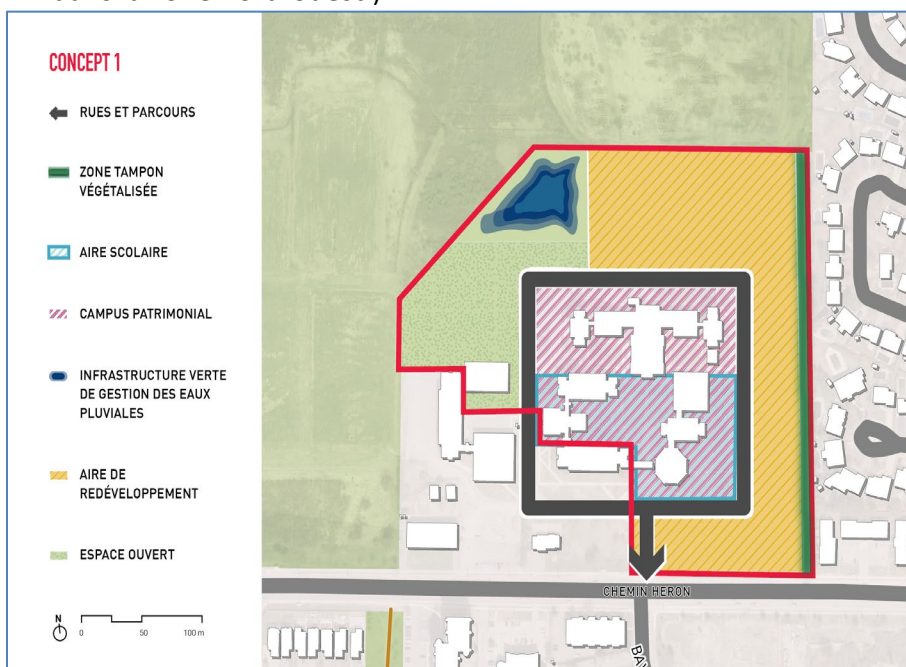 CONCEPT 1
RUES ET PARCOURS
ZONE TAMPON
VÉGÉTALISÉE
AIRE SCOLAIRE
CAMPUS PATRIMONIAL
INFRASTRUCTURE VERTE
DE GESTION DES EAUX
PLUVIALES
AIRE DE
REDÉVELOPPEMENT
ESPACE OUVERT
N
0 50 100 m
CHEMIN HERON